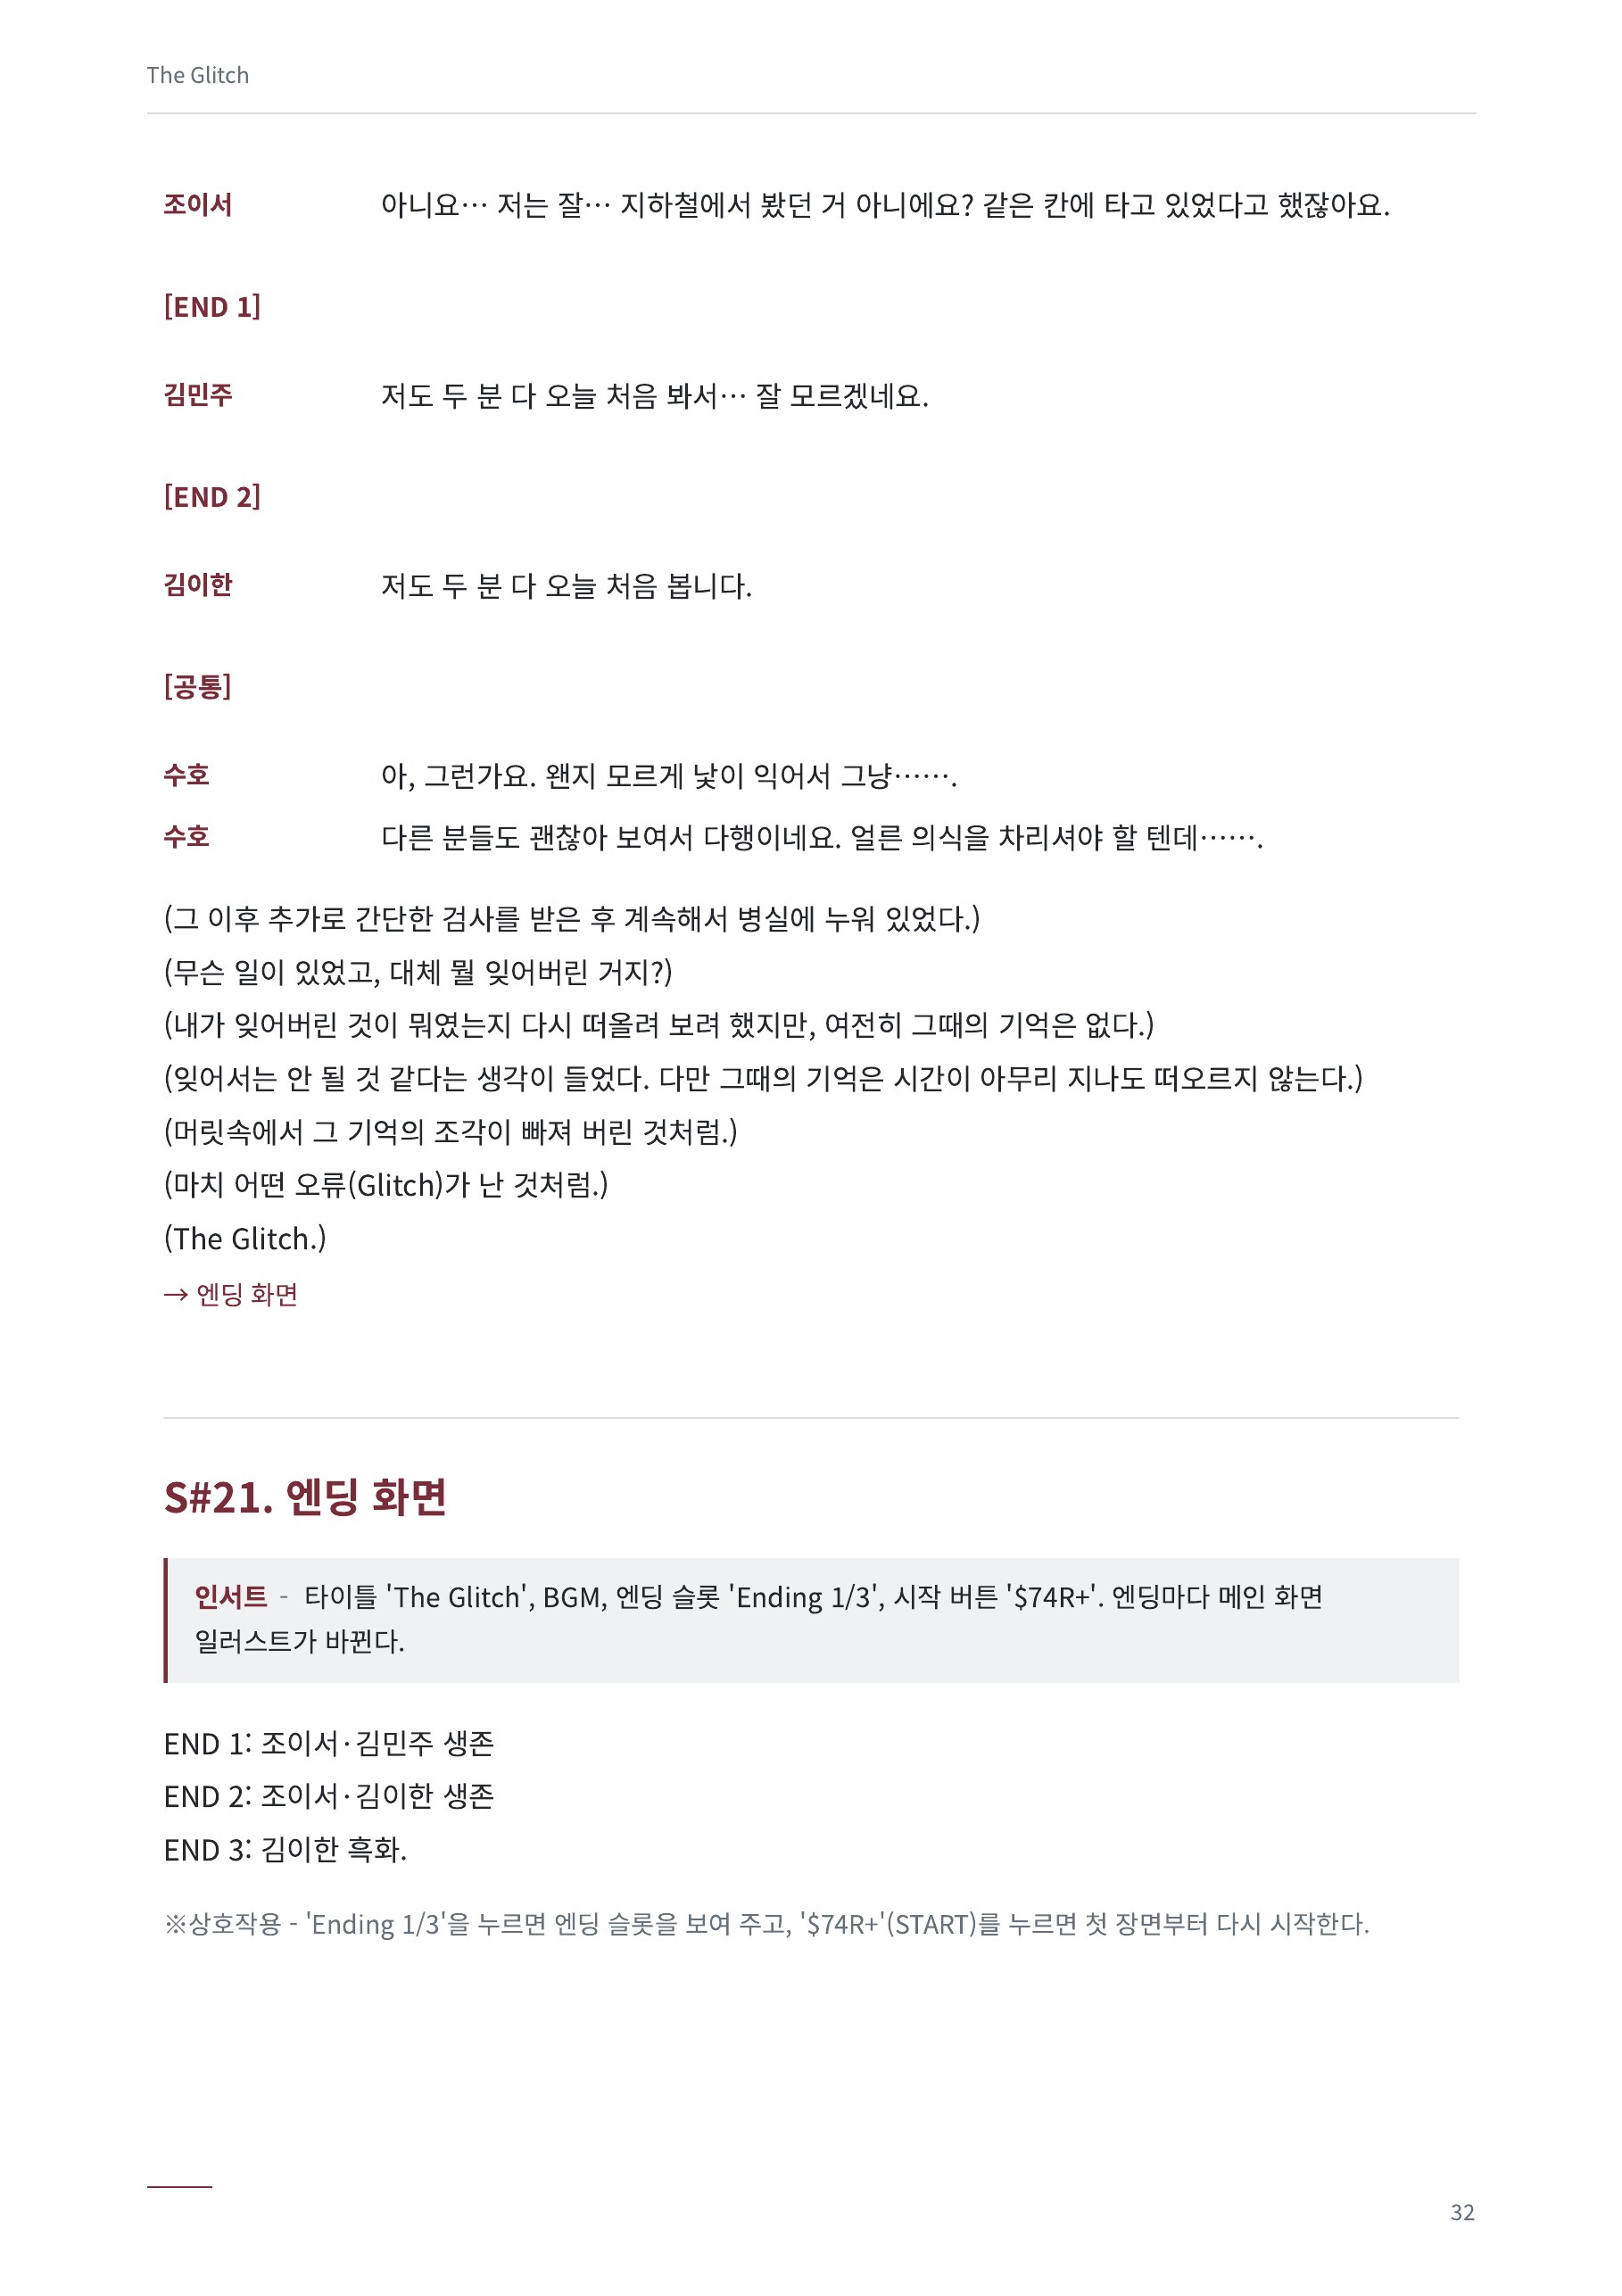 The Glitch
조이서 아니요… 저는 잘… 지하철에서 봤던 거 아니에요? 같은 칸에 타고 있었다고 했잖아요.
[END 1]
김민주 저도 두 분 다 오늘 처음 봐서… 잘 모르겠네요.
[END 2]
김이한 저도 두 분 다 오늘 처음 봅니다.
[공통]
수호 아, 그런가요. 왠지 모르게 낯이 익어서 그냥…….
수호 다른 분들도 괜찮아 보여서 다행이네요. 얼른 의식을 차리셔야 할 텐데…….
(그 이후 추가로 간단한 검사를 받은 후 계속해서 병실에 누워 있었다.)
(무슨 일이 있었고, 대체 뭘 잊어버린 거지?)
(내가 잊어버린 것이 뭐였는지 다시 떠올려 보려 했지만, 여전히 그때의 기억은 없다.)
(잊어서는 안 될 것 같다는 생각이 들었다. 다만 그때의 기억은 시간이 아무리 지나도 떠오르지 않는다.)
(머릿속에서 그 기억의 조각이 빠져 버린 것처럼.)
(마치 어떤 오류(Glitch)가 난 것처럼.)
(The Glitch.)
→ 엔딩 화면
S#21. 엔딩 화면
인서트 - 타이틀 'The Glitch', BGM, 엔딩 슬롯 'Ending 1/3', 시작 버튼 '$74R+'. 엔딩마다 메인 화면
일러스트가 바뀐다.
END 1: 조이서·김민주 생존
END 2: 조이서·김이한 생존
END 3: 김이한 흑화.
※상호작용 - 'Ending 1/3'을 누르면 엔딩 슬롯을 보여 주고, '$74R+'(START)를 누르면 첫 장면부터 다시 시작한다.
32